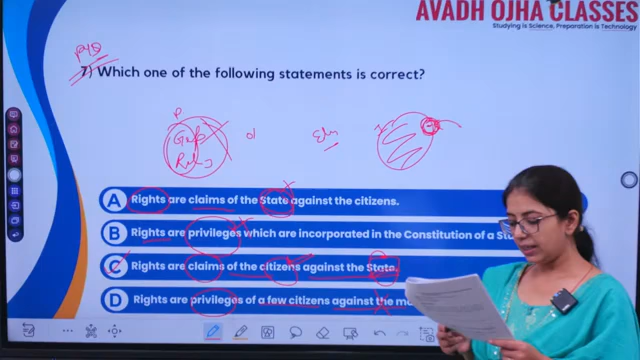 AVADH OJHA CLASSES
Studying is Science, Preparation is Technology
PYQ
7) Which one of the following statements is correct?
P
A Rights are claims of the State against the citizens.
B Rights are privileges which are incorporated in the Constitution of a
C Rights are claims of the citizens against the State.
D Rights are privileges of a few citizens against the